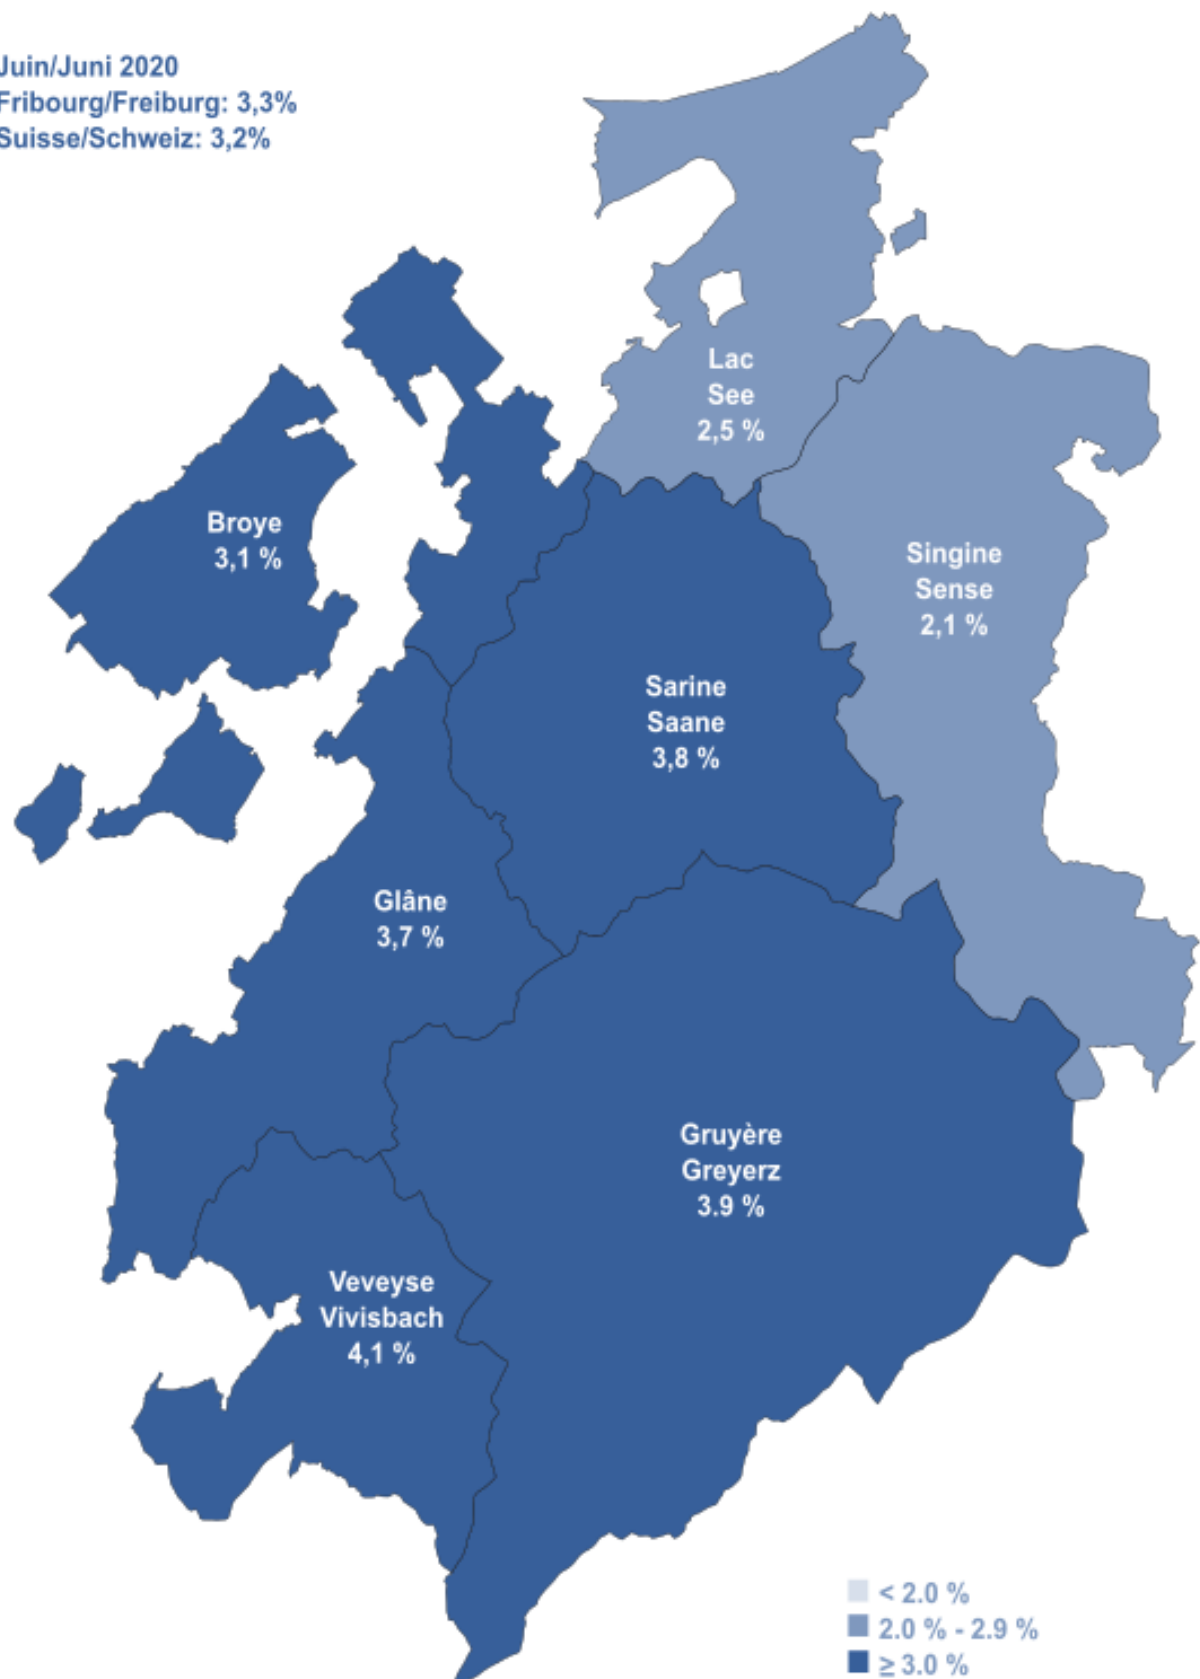 Juin/Juni 2020
Fribourg/Freiburg: 3,3%
Suisse/Schweiz: 3,2%
Lac
See
2,5 %
Broye
3,1 %
Singine
Sense
2,1 %
Sarine
Saane
3,8 %
Glâne
3,7 %
Gruyère
Greyerz
3.9 %
Veveyse
Vivisbach
4,1 %
< 2.0 %
2.0 % - 2.9 %
≥ 3.0 %